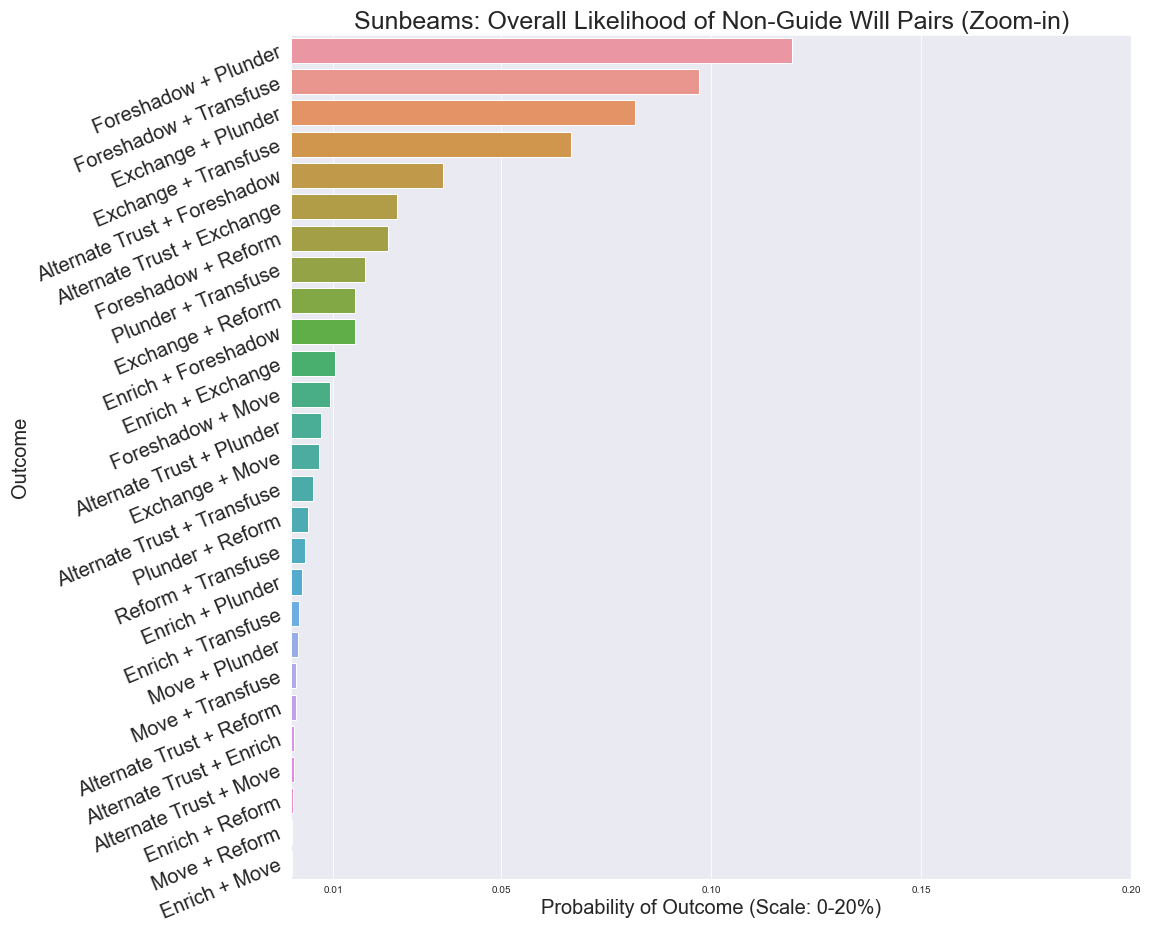 Sunbeams: Overall Likelihood of Non-Guide Will Pairs (Zoom-in)
Foreshadow + Plunder
Foreshadow + Transfuse
Exchange + Plunder
Exchange + Transfuse
Alternate Trust + Foreshadow
Alternate Trust + Exchange
Foreshadow + Reform
Plunder + Transfuse
Exchange + Reform
Enrich + Foreshadow
Enrich + Exchange
Foreshadow + Move
Alternate Trust + Plunder
Exchange + Move
Alternate Trust + Transfuse
Plunder + Reform
Reform + Transfuse
Enrich + Plunder
Enrich + Transfuse
Move + Plunder
Move + Transfuse
Alternate Trust + Reform
Alternate Trust + Enrich
Alternate Trust + Move
Enrich + Reform
Move + Reform
Enrich + Move
Outcome
0.01 0.05 0.10 0.15 0.20
Probability of Outcome (Scale: 0-20%)